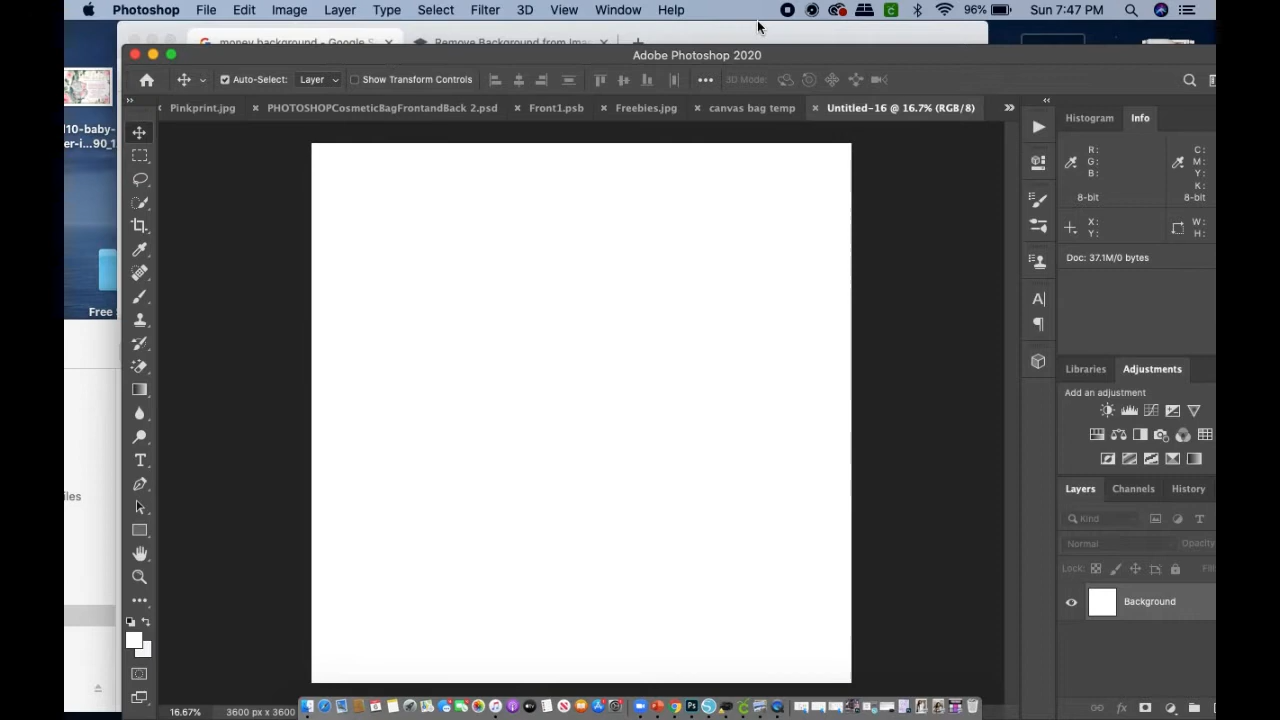 Photoshop File Edit Image Layer Type Select Filter 3D View Window Help 96% Sun 7:47 PM
money background - Google S
Remove Background from Ima
Adobe Photoshop 2020
Auto-Select: Layer Show Transform Controls 3D Mode:
Pinkprint.jpg PHOTOSHOPCosmeticBagFrontandBack 2.psd Front1.psb Freebies.jpg canvas bag temp Untitled-16 @ 16.7% (RGB/8)
Histogram Info
l10-baby-
er-i...90_1
R: C:
G: M:
B: Y:
K:
8-bit 8-bit
X: W:
Y: H:
Doc: 37.1M/0 bytes
Free
Libraries Adjustments
Add an adjustment
iles
Layers Channels History
Kind
Normal Opacity
Lock: Fill
Background
16.67% 3600 px x 3600